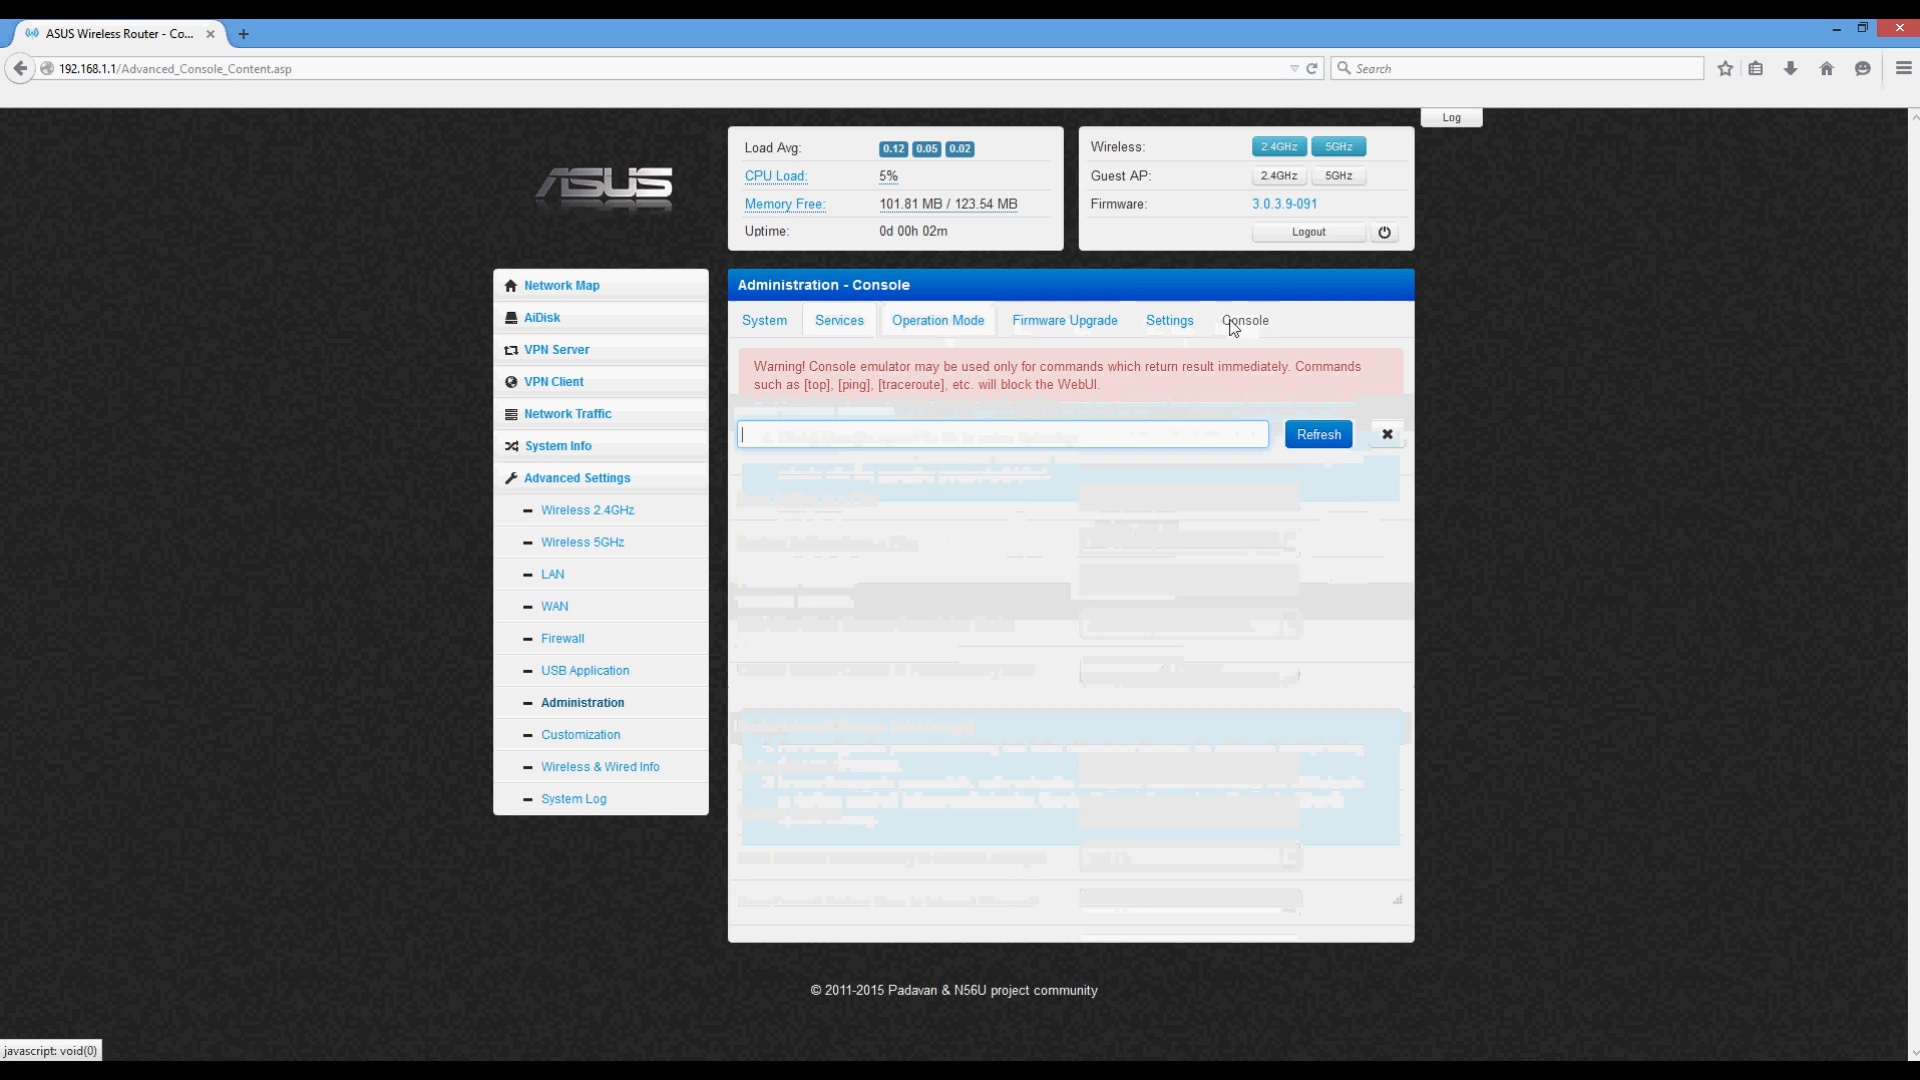 ASUS Wireless Router - Co...
192.168.1.1/Advanced_Console_Content.asp
Search
Log
ASUS
Load Avg: 0.12 0.05 0.02
CPU Load: 5%
Memory Free: 101.81 MB / 123.54 MB
Uptime: 0d 00h 02m
Wireless: 2.4GHz 5GHz
Guest AP: 2.4GHz 5GHz
Firmware: 3.0.3.9-091
Logout
Network Map
AiDisk
VPN Server
VPN Client
Network Traffic
System Info
Advanced Settings
Wireless 2.4GHz
Wireless 5GHz
LAN
WAN
Firewall
USB Application
Administration
Customization
Wireless & Wired Info
System Log
Administration - Console
System Services Operation Mode Firmware Upgrade Settings Console
Warning! Console emulator may be used only for commands which return result immediately. Commands
such as [top], [ping], [traceroute], etc. will block the WebUI.
Refresh
© 2011-2015 Padavan & N56U project community
javascript: void(0)